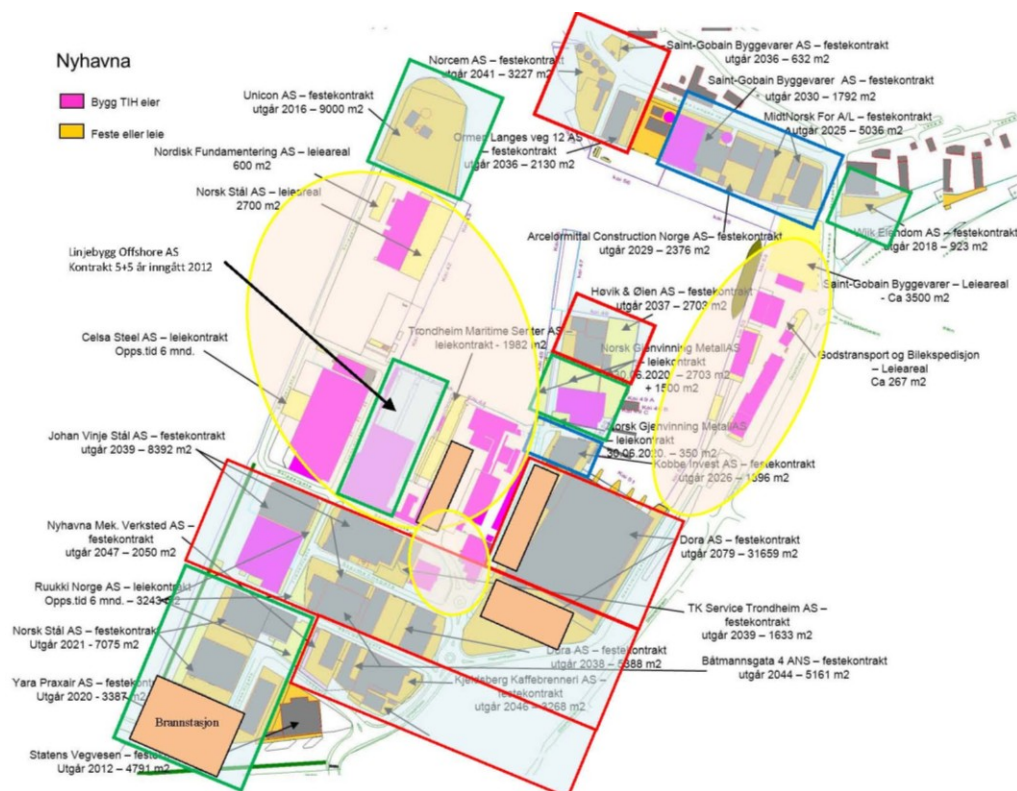 Nyhavna
Bygg TIH eier
Feste eller leie
Unicon AS – festekontrakt
utgår 2016 – 9000 m2
Nordisk Fundamentering AS – leieareal
600 m2
Norsk Stål AS – leieareal
2700 m2
Linjebygg Offshore AS
Kontrakt 5+5 år inngått 2012
Celsa Steel AS – leiekontrakt
Opps.tid 6 mnd.
Johan Vinje Stål AS – festekontrakt
utgår 2039 – 8392 m2
Nyhavna Mek. Verksted AS –
festekontrakt
utgår 2047 – 2050 m2
Ruukki Norge AS – leiekontrakt
Opps.tid 6 mnd. – 3243 m2
Norsk Stål AS – festekontrakt
Utgår 2021 - 7075 m2
Yara Praxair AS – festekontrakt
Utgår 2020 - 3387 m2
Brannstasjon
Statens Vegvesen – festekontrakt
Utgår 2012 – 4791 m2
Norcem AS – festekontrakt
utgår 2041 – 3227 m2
Ormen Langes veg 12 AS
– festekontrakt
utgår 2036 – 2130 m2
Saint-Gobain Byggevarer AS – festekontrakt
utgår 2036 – 632 m2
Saint-Gobain Byggevarer AS – festekontrakt
utgår 2030 – 1792 m2
MidtNorsk For A/L – festekontrakt
utgår 2025 – 5036 m2
Arcelormittal Construction Norge AS– festekontrakt
utgår 2029 – 2376 m2
Wiik Eiendom AS – festekontrakt
utgår 2018 – 923 m2
Saint-Gobain Byggevarer – Leieareal
- Ca 3500 m2
Høvik & Øien AS – festekontrakt
utgår 2037 – 2703 m2
Trondheim Maritime Senter AS –
leiekontrakt - 1982 m2
Norsk Gjenvinning MetallAS
– leiekontrakt
30.06.2020. – 2703 m2
+ 1500 m2
Godstransport og Bilekspedisjon
– Leieareal
Ca 267 m2
Norsk Gjenvinning MetallAS
– leiekontrakt
30.06.2020. – 350 m2
Kobbe Invest AS – festekontrakt
utgår 2026 – 1396 m2
Dora AS – festekontrakt
utgår 2079 – 31659 m2
TK Service Trondheim AS –
festekontrakt
utgår 2039 – 1633 m2
Dora AS – festekontrakt
utgår 2038 – 5388 m2
Båtmannsgata 4 ANS – festekontrakt
utgår 2044 – 5161 m2
Kjeldsberg Kaffebrenneri AS –
festekontrakt
utgår 2046 – 3268 m2